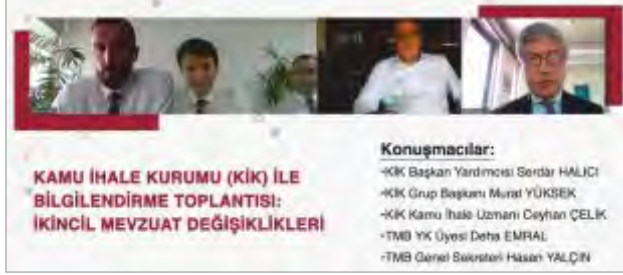 KAMU İHALE KURUMU (KİK) İLE
BİLGİLENDİRME TOPLANTISI:
İKİNCİL MEVZUAT DEĞİŞİKLİKLERİ
Konuşmacılar:
-KİK Başkan Yardımcısı Serdar HALICI
-KİK Grup Başkanı Murat YÜKSEK
-KİK Kamu İhale Uzmanı Ceyhan ÇELİK
-TMB YK Üyesi Deha EMRAL
-TMB Genel Sekreteri Hasan YALÇIN